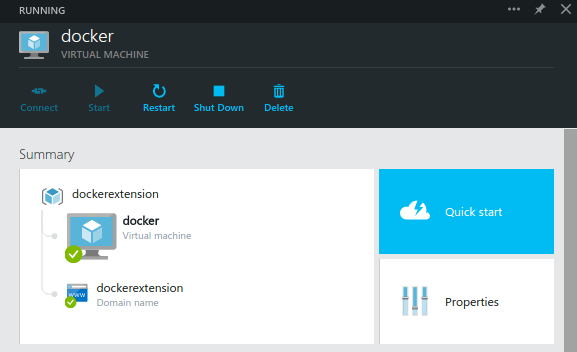 RUNNING
docker
VIRTUAL MACHINE
Connect Start Restart Shut Down Delete
Summary
dockerextension
docker
Virtual machine
www
dockerextension
Domain name
Quick start
Properties